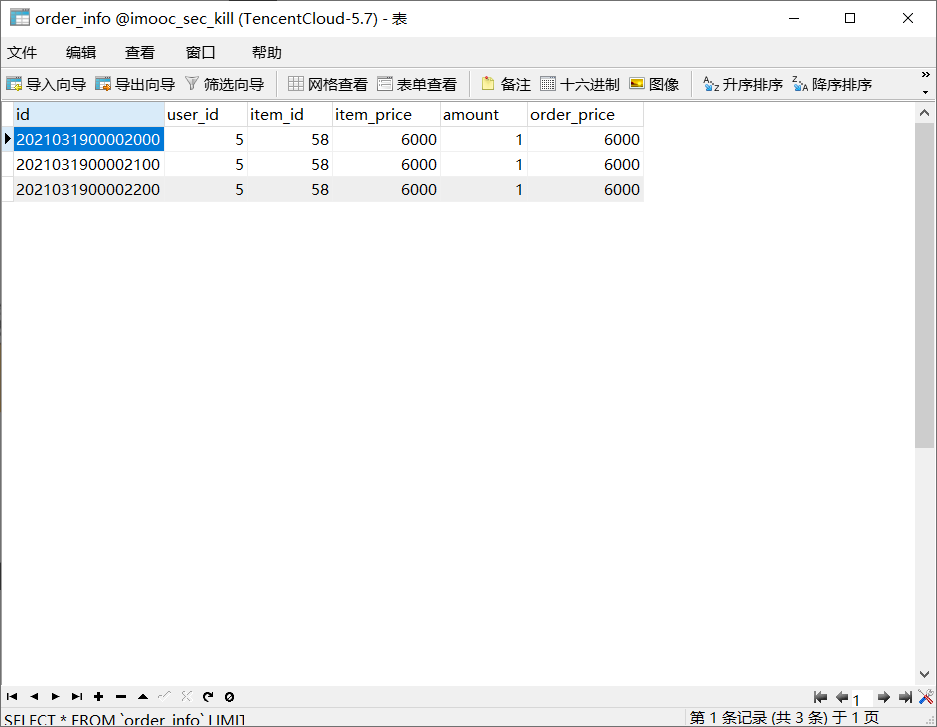 order_info @imooc_sec_kill (TencentCloud-5.7) - 表
文件 编辑 查看 窗口 帮助
导入向导 导出向导 筛选向导 网格查看 表单查看 备注 十六进制 图像 升序排序 降序排序
id user_id item_id item_price amount order_price
2021031900002000 5 58 6000 1 6000
2021031900002100 5 58 6000 1 6000
2021031900002200 5 58 6000 1 6000
1
SELECT * FROM `order_info` LIMIT 第 1 条记录 (共 3 条) 于 1 页